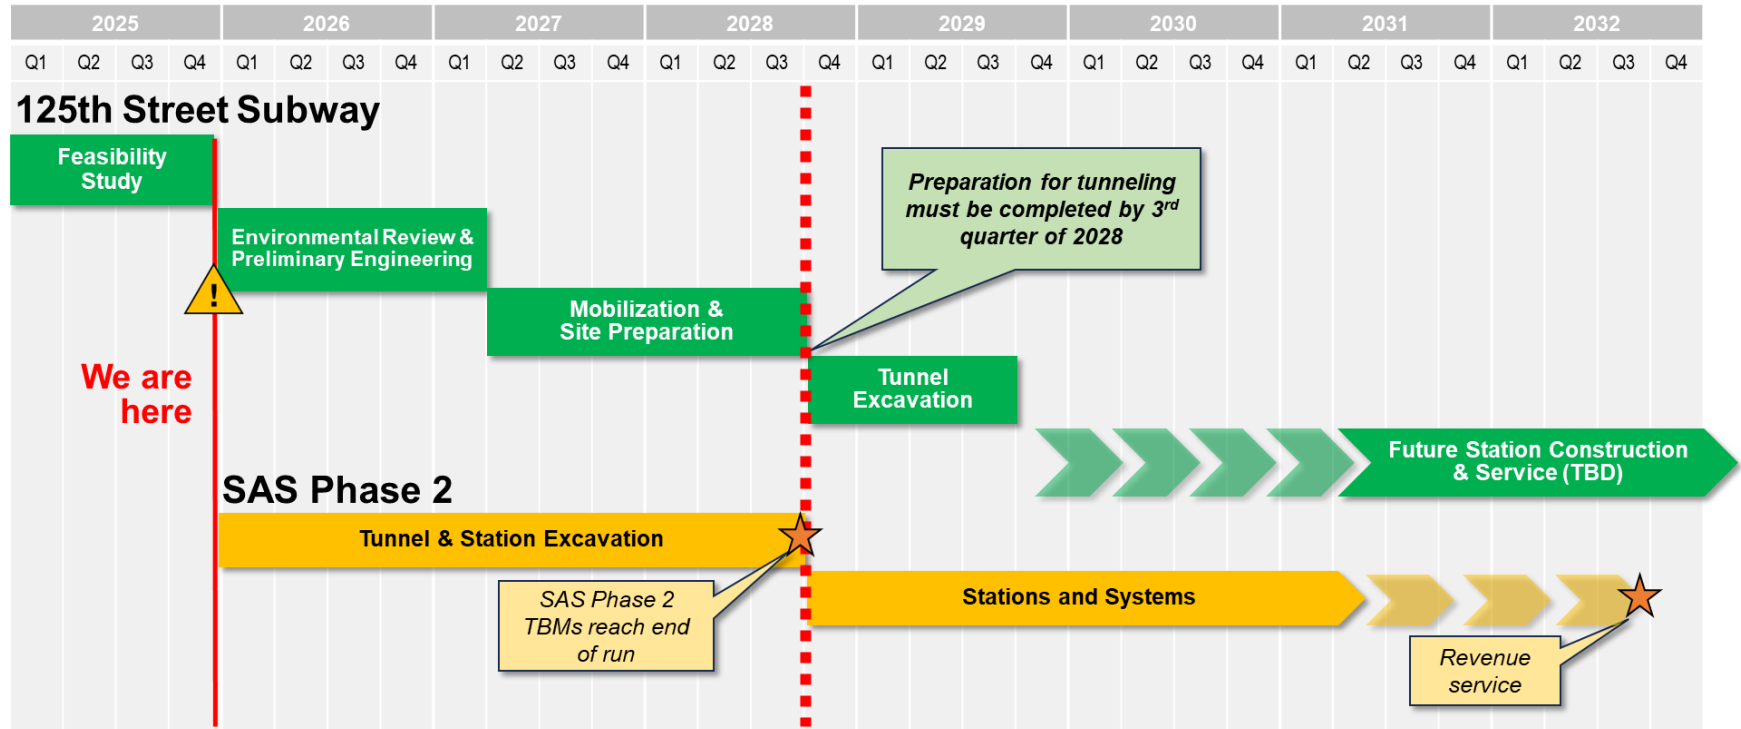 2025 2026 2027 2028 2029 2030 2031 2032
Q1 Q2 Q3 Q4 Q1 Q2 Q3 Q4 Q1 Q2 Q3 Q4 Q1 Q2 Q3 Q4 Q1 Q2 Q3 Q4 Q1 Q2 Q3 Q4 Q1 Q2 Q3 Q4 Q1 Q2 Q3 Q4
125th Street Subway
Feasibility
Study
Environmental Review &
Preliminary Engineering
!
Mobilization &
Site Preparation
Preparation for tunneling
must be completed by 3rd
quarter of 2028
We are
here
Tunnel
Excavation
Future Station Construction
& Service (TBD)
SAS Phase 2
Tunnel & Station Excavation
SAS Phase 2
TBMs reach end
of run
Stations and Systems
Revenue
service